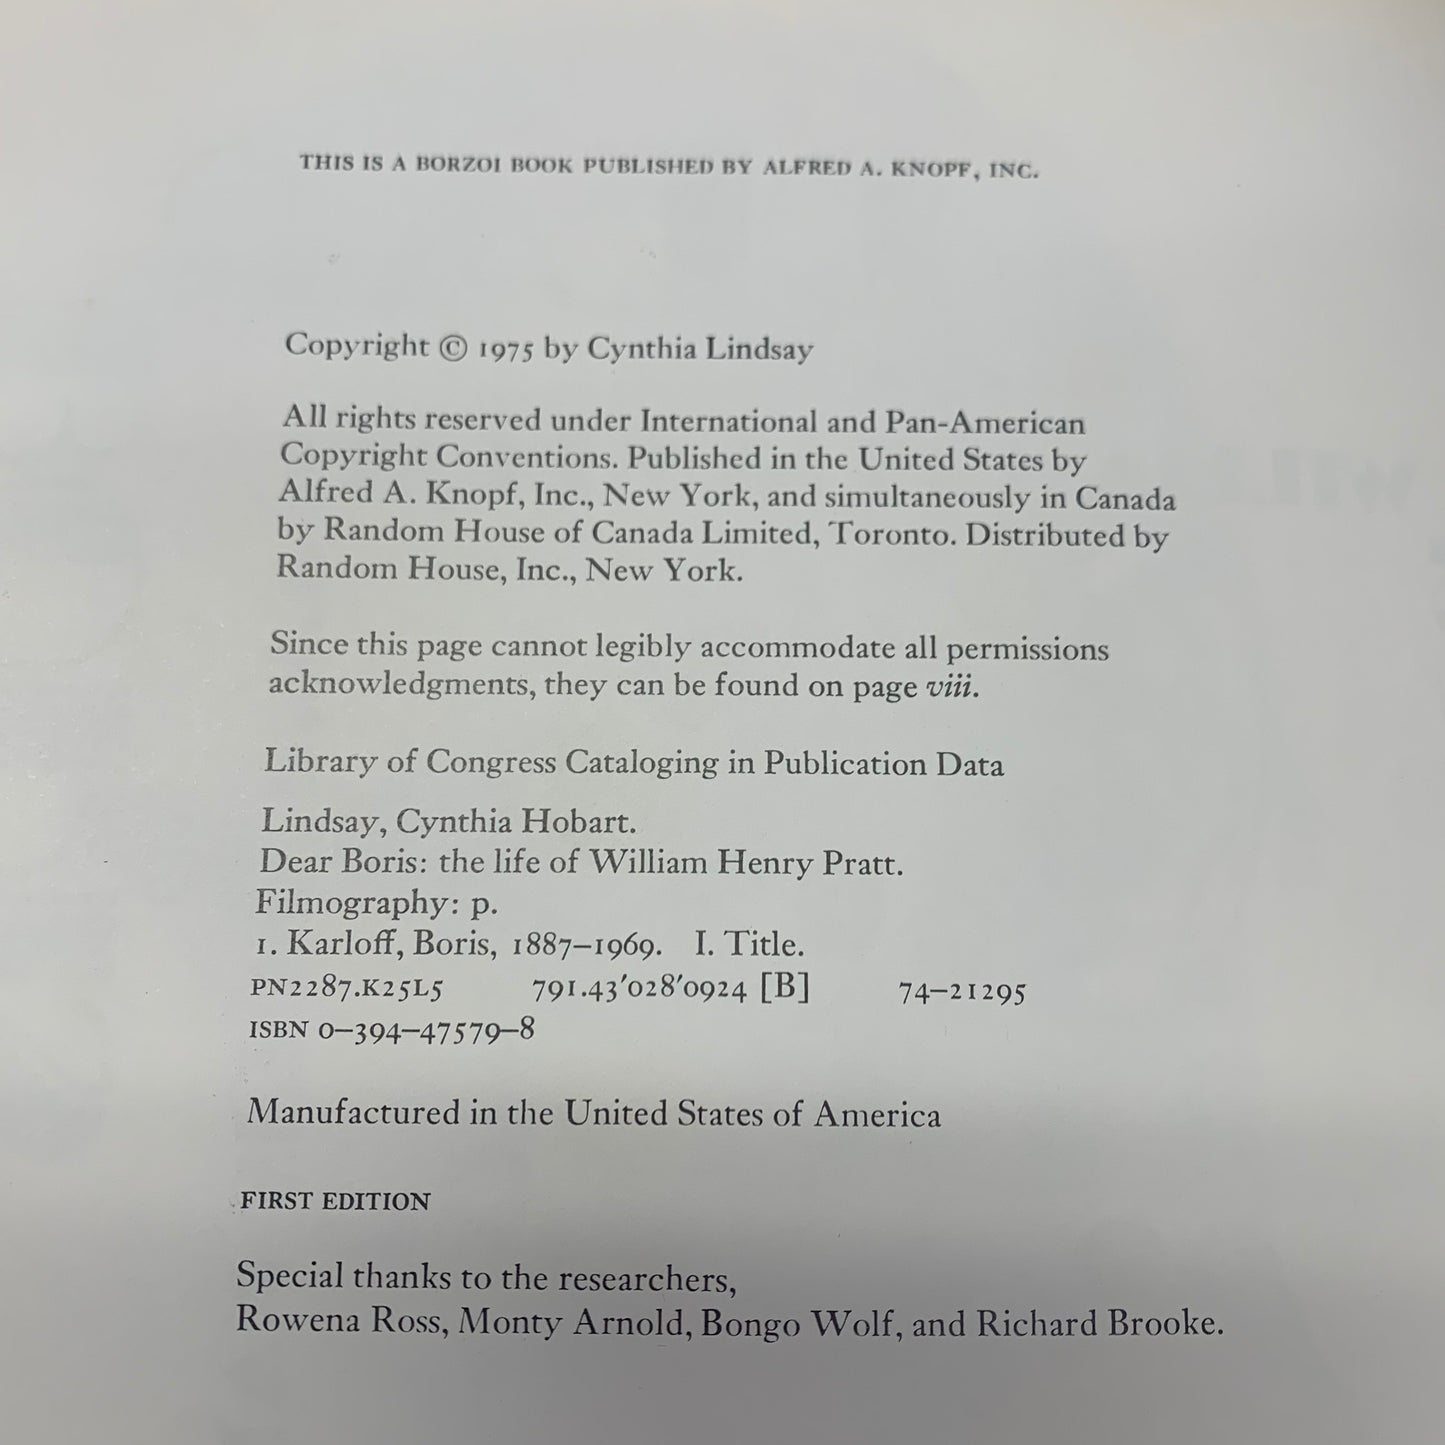 THIS IS A BORZOI BOOK PUBLISHED BY ALFRED A. KNOPF, INC.
Copyright © 1975 by Cynthia Lindsay
All rights reserved under International and Pan-American
Copyright Conventions. Published in the United States by
Alfred A. Knopf, Inc., New York, and simultaneously in Canada
by Random House of Canada Limited, Toronto. Distributed by
Random House, Inc., New York.
Since this page cannot legibly accommodate all permissions
acknowledgments, they can be found on page viii.
Library of Congress Cataloging in Publication Data
Lindsay, Cynthia Hobart.
Dear Boris: the life of William Henry Pratt.
Filmography: p.
1. Karloff, Boris, 1887–1969. I. Title.
PN2287.K25L5 791.43′028′0924 [B] 74–21295
ISBN 0–394–47579–8
Manufactured in the United States of America
FIRST EDITION
Special thanks to the researchers,
Rowena Ross, Monty Arnold, Bongo Wolf, and Richard Brooke.